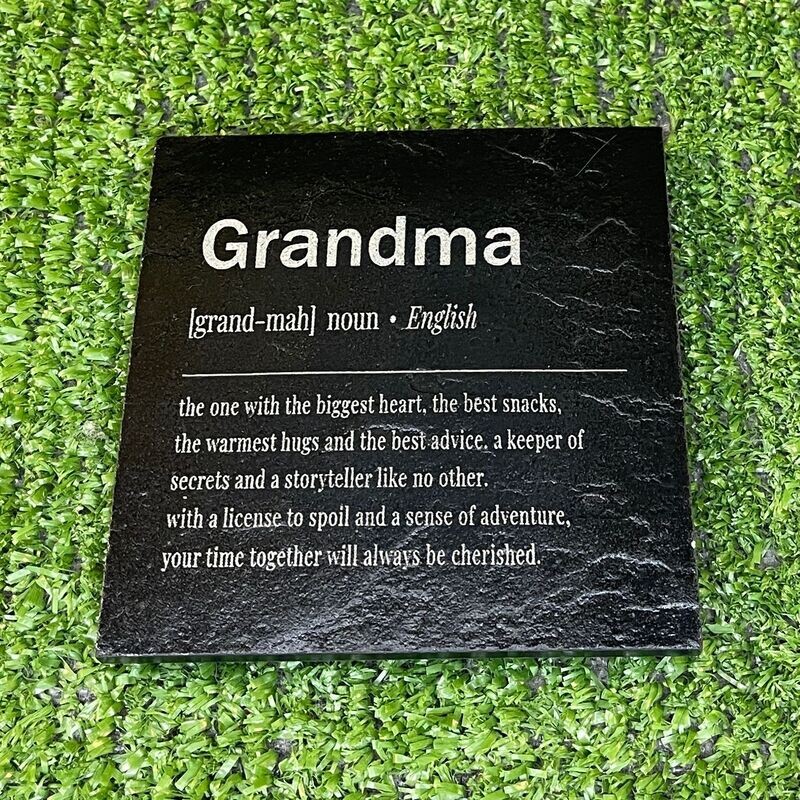 Grandma
[grand-mah] noun • English
the one with the biggest heart, the best snacks,
the warmest hugs and the best advice. a keeper of
secrets and a storyteller like no other.
with a license to spoil and a sense of adventure,
your time together will always be cherished.